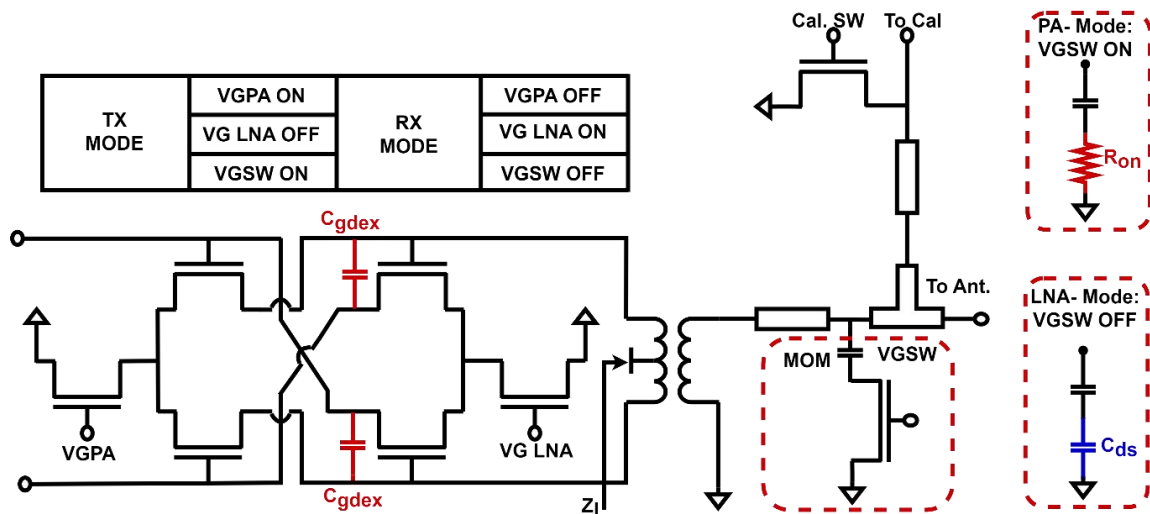 Cal. SW
To Cal
PA- Mode:
VGSW ON
Ron
TX
MODE
VGPA ON
VG LNA OFF
VGSW ON
RX
MODE
VGPA OFF
VG LNA ON
VGSW OFF
Cgdex
To Ant.
LNA- Mode:
VGSW OFF
MOM
VGSW
VGPA
VG LNA
Cgdex
ZI
Cds